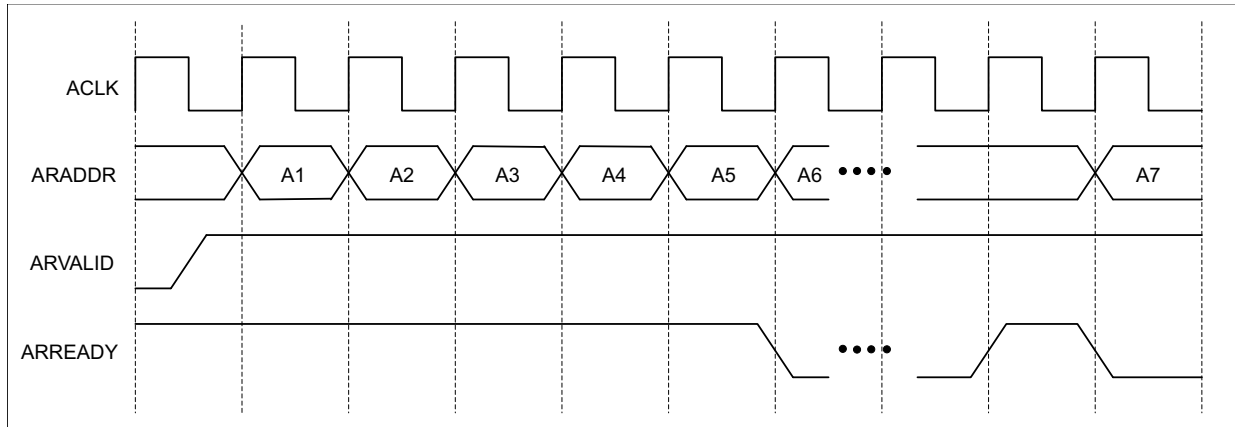 ACLK
ARADDR A1 A2 A3 A4 A5 A6 •••• A7
ARVALID
ARREADY ••••